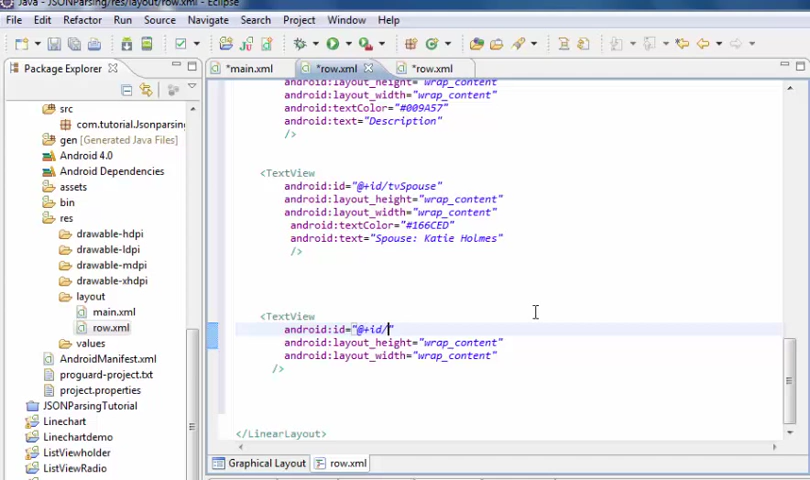 Java - JSONParsing/res/layout/row.xml - Eclipse
File Edit Run Source Navigate Search Project Window Help
Package Explorer
*main.xml *row.xml *row.xml
src
com.tutorial.Jsonparsing
gen [Generated Java Files]
Android 4.0
Android Dependencies
assets
bin
res
drawable-hdpi
drawable-ldpi
drawable-mdpi
drawable-xhdpi
layout
main.xml
row.xml
values
AndroidManifest.xml
proguard-project.txt
project.properties
JSONParsingTutorial
Linechart
Linechartdemo
ListViewholder
ListViewRadio
android:layout_height="wrap_content"
android:layout_width="wrap_content"
android:textColor="#009A57"
android:text="Description"
/>
<TextView
android:id="@+id/tvSpouse"
android:layout_height="wrap_content"
android:layout_width="wrap_content"
android:textColor="#166CED"
android:text="Spouse: Katie Holmes"
/>
<TextView
android:id="@+id/"
android:layout_height="wrap_content"
android:layout_width="wrap_content"
/>
</LinearLayout>
Graphical Layout row.xml